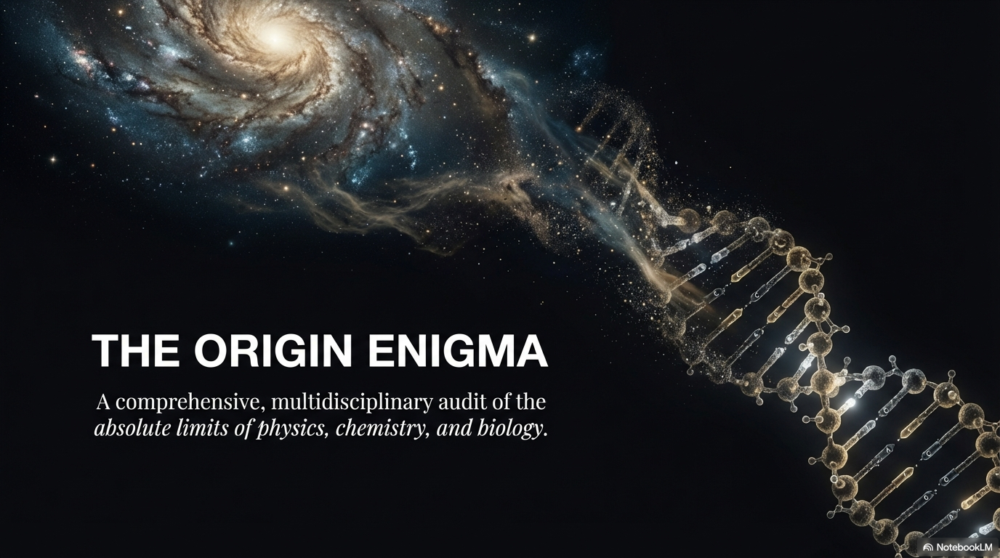 THE ORIGIN ENIGMA
A comprehensive, multidisciplinary audit of the
absolute limits of physics, chemistry, and biology.
NotebookLM